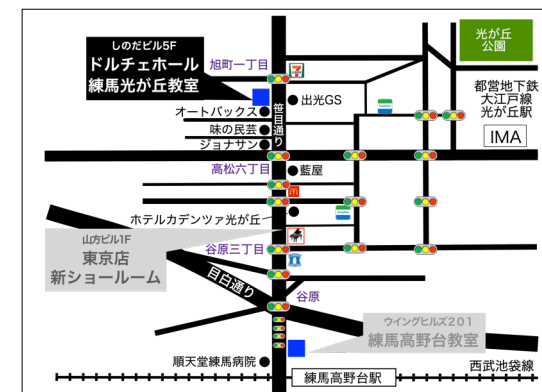 しのだビル5F
ドルチェホール
練馬光が丘教室
旭町一丁目
光が丘
公園
都営地下鉄
大江戸線
光が丘駅
IMA
出光GS
オートバックス
味の民芸
ジョナサン
笹目通り
高松六丁目
藍屋
ホテルカデンツァ光が丘
山方ビル1F
東京店
新ショールーム
谷原三丁目
目白通り
谷原
ウイングヒルズ201
練馬高野台教室
順天堂練馬病院
西武池袋線
練馬高野台駅